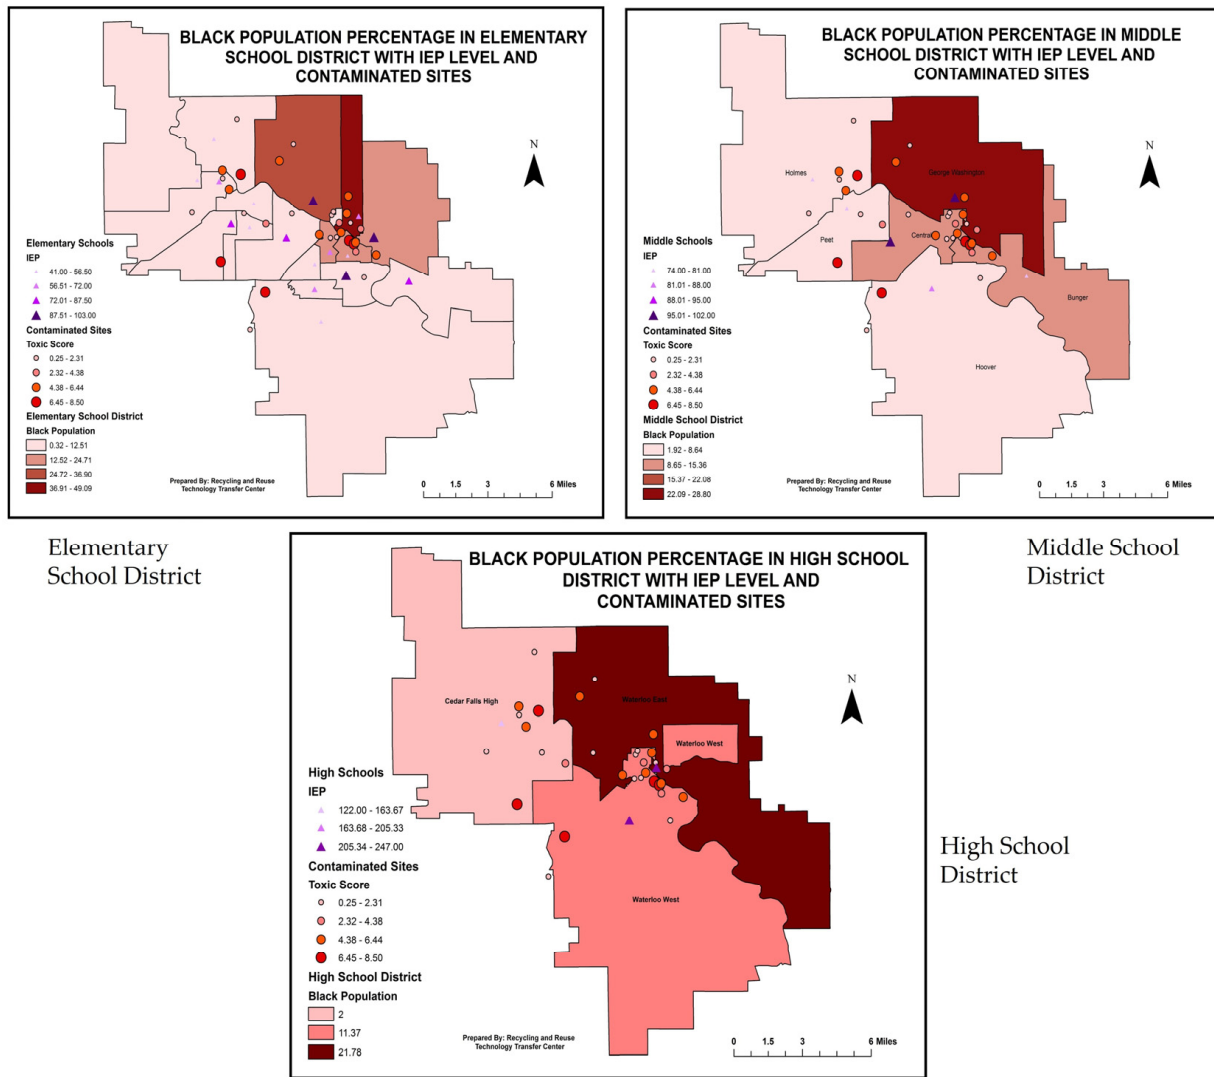 BLACK POPULATION PERCENTAGE IN ELEMENTARY
SCHOOL DISTRICT WITH IEP LEVEL AND
CONTAMINATED SITES
N
Elementary Schools
IEP
41.00 - 56.50
56.51 - 72.00
72.01 - 87.50
87.51 - 103.00
Contaminated Sites
Toxic Score
0.25 - 2.31
2.32 - 4.38
4.38 - 6.44
6.45 - 8.50
Elementary School District
Black Population
0.32 - 12.51
12.52 - 24.71
24.72 - 36.90
36.91 - 49.09
Prepared By: Recycling and Reuse
Technology Transfer Center
0 1.5 3 6 Miles
BLACK POPULATION PERCENTAGE IN MIDDLE
SCHOOL DISTRICT WITH IEP LEVEL AND
CONTAMINATED SITES
N
Holmes
George Washington
Peet
Central
Bunger
Hoover
Middle Schools
IEP
74.00 - 81.00
81.01 - 88.00
88.01 - 95.00
95.01 - 102.00
Contaminated Sites
Toxic Score
0.25 - 2.31
2.32 - 4.38
4.38 - 6.44
6.45 - 8.50
Middle School District
Black Population
1.92 - 8.64
8.65 - 15.36
15.37 - 22.08
22.09 - 28.80
Prepared By: Recycling and Reuse
Technology Transfer Center
0 1.5 3 6 Miles
Elementary
School District
Middle School
District
BLACK POPULATION PERCENTAGE IN HIGH SCHOOL
DISTRICT WITH IEP LEVEL AND
CONTAMINATED SITES
N
Cedar Falls High
Waterloo East
Waterloo West
Waterloo West
High Schools
IEP
122.00 - 163.67
163.68 - 205.33
205.34 - 247.00
Contaminated Sites
Toxic Score
0.25 - 2.31
2.32 - 4.38
4.38 - 6.44
6.45 - 8.50
High School District
Black Population
2
11.37
21.78
Prepared By: Recycling and Reuse
Technology Transfer Center
0 1.5 3 6 Miles
High School
District